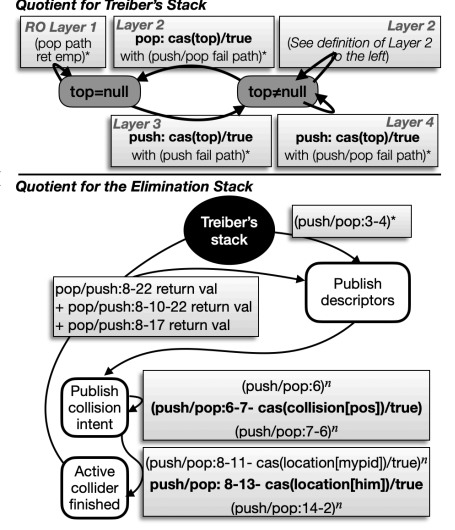 Quotient for Treiber's Stack
RO Layer 1
(pop path
ret emp)*
Layer 2
pop: cas(top)/true
with (push/pop fail path)*
Layer 2
(See definition of Layer 2
to the left)
top=null
top≠null
Layer 3
push: cas(top)/true
with (push fail path)*
Layer 4
push: cas(top)/true
with (push/pop fail path)*
Quotient for the Elimination Stack
Treiber's
stack
(push/pop:3-4)*
Publish
descriptors
pop/push:8-22 return val
+ pop/push:8-10-22 return val
+ pop/push:8-17 return val
Publish
collision
intent
(push/pop:6)ⁿ
(push/pop:6-7- cas(collision[pos])/true)
(push/pop:7-6)ⁿ
Active
collider
finished
(push/pop:8-11- cas(location[mypid])/true)ⁿ
push/pop: 8-13- cas(location[him])/true
(push/pop:14-2)ⁿ